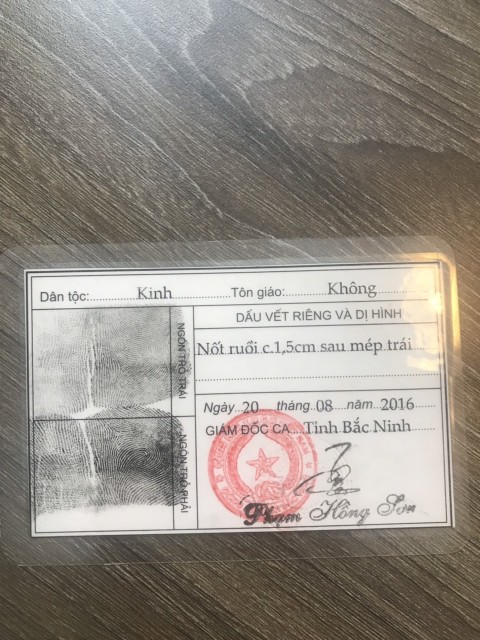 Dân tộc: Kinh Tôn giáo: Không
DẤU VẾT RIÊNG VÀ DỊ HÌNH
Nốt ruồi c.1,5cm sau mép trái
NGÓN TRỎ TRÁI
NGÓN TRỎ PHẢI
Ngày 20 tháng 08 năm 2016
GIÁM ĐỐC CA Tỉnh Bắc Ninh
Phạm Hồng Sơn